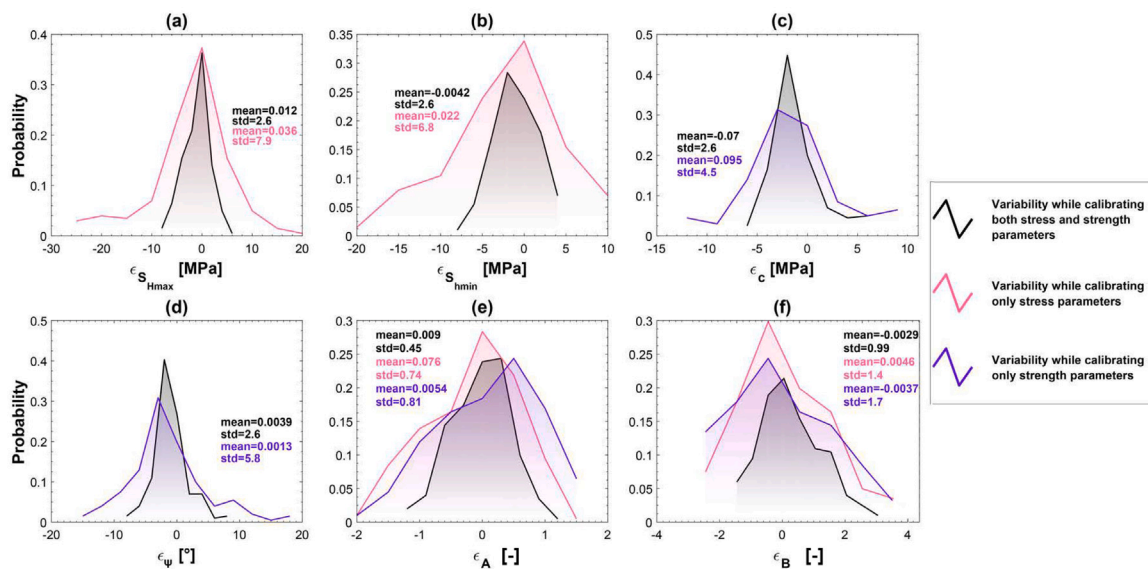 (a)
Probability
0.4
0.3
0.2
0.1
0
-30
-20
-10
0
10
20
mean=0.012
std=2.6
mean=0.036
std=7.9
ϵ_S_Hmax [MPa]
(b)
0.35
0.3
0.25
0.2
0.15
0.1
0.05
0
-20
-15
-10
-5
0
5
10
mean=-0.0042
std=2.6
mean=0.022
std=6.8
ϵ_S_hmin [MPa]
(c)
0.5
0.4
0.3
0.2
0.1
0
-15
-10
-5
0
5
10
mean=-0.07
std=2.6
mean=0.095
std=4.5
ϵ_c [MPa]
(d)
Probability
0.5
0.4
0.3
0.2
0.1
0
-20
-10
0
10
20
mean=0.0039
std=2.6
mean=0.0013
std=5.8
ϵ_Ψ [°]
(e)
0.3
0.25
0.2
0.15
0.1
0.05
0
-2
-1
0
1
2
mean=0.009
std=0.45
mean=0.076
std=0.74
mean=0.0054
std=0.81
ϵ_A [-]
(f)
0.3
0.25
0.2
0.15
0.1
0.05
0
-4
-2
0
2
4
mean=-0.0029
std=0.99
mean=0.0046
std=1.4
mean=-0.0037
std=1.7
ϵ_B [-]
Variability while calibrating
both stress and strength
parameters
Variability while calibrating
only stress parameters
Variability while calibrating
only strength parameters